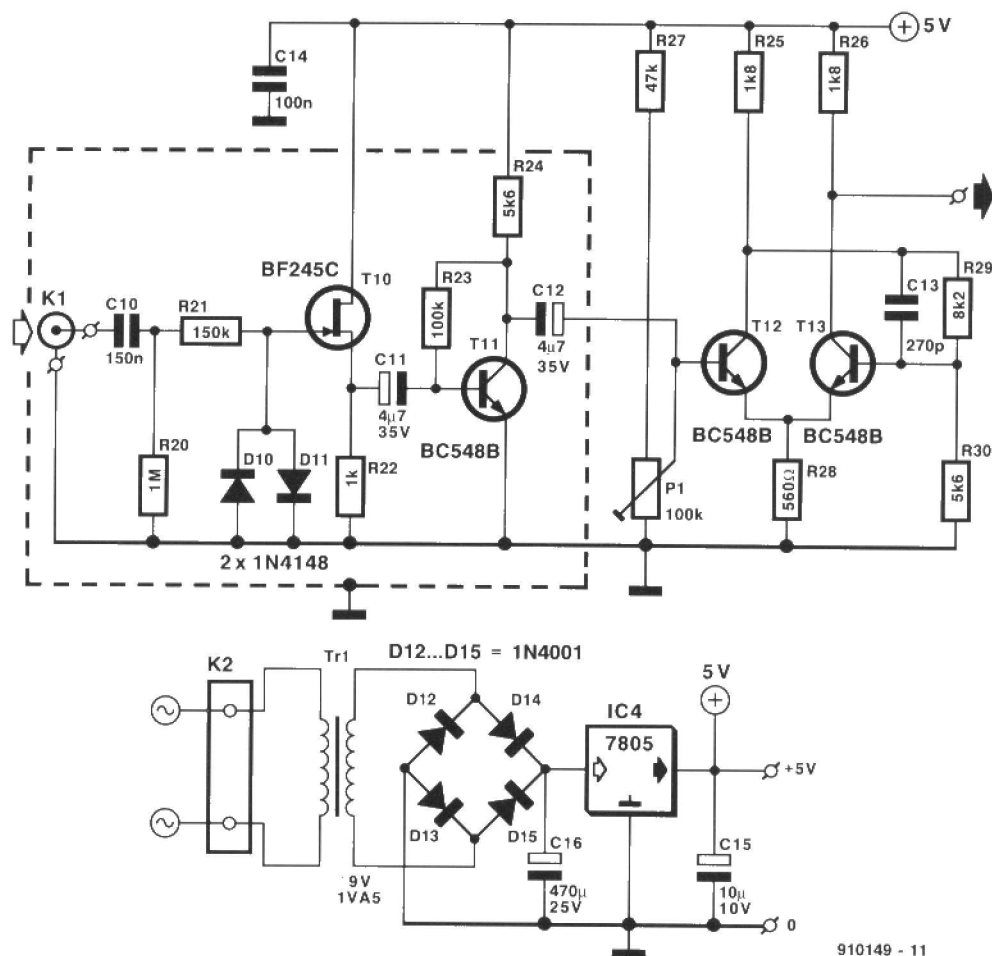 5V
C14
100n
R27
47k
R25
1k8
R26
1k8
R24
5k6
BF245C
T10
R23
100k
C12
4µ7
35V
K1
C10
150n
R21
150k
C11
4µ7
35V
T11
BC548B
T12
T13
C13
270p
R29
8k2
BC548B
BC548B
R20
1M
D10
D11
R22
1k
P1
100k
R28
560Ω
R30
5k6
2 x 1N4148
K2
Tr1
D12...D15 = 1N4001
D12
D14
D13
D15
9V
1VA5
C16
470µ
25V
IC4
7805
5V
+5V
C15
10µ
10V
0
910149 - 11